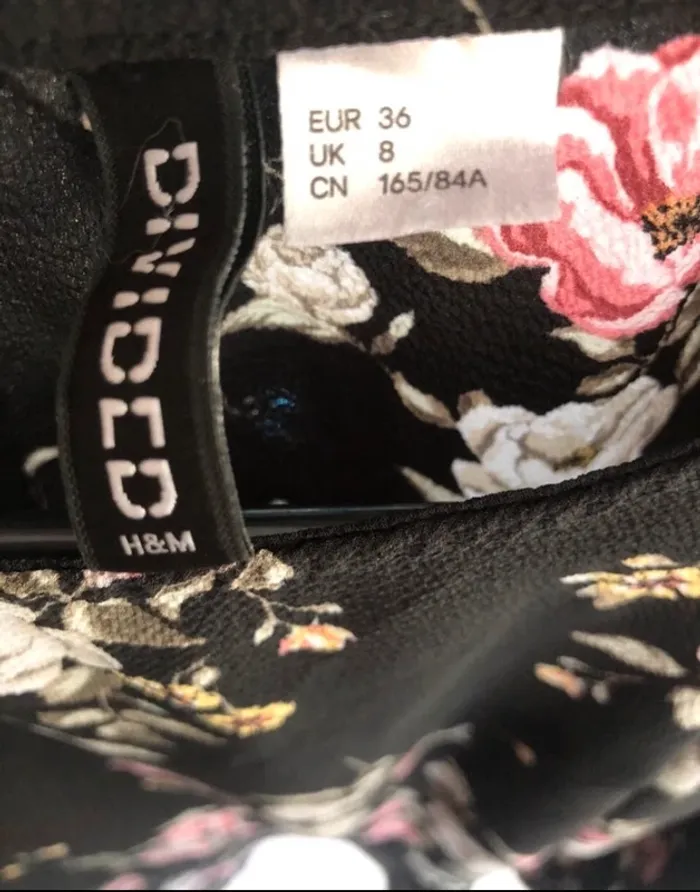 DIVIDED
H&M
EUR 36
UK 8
CN 165/84A